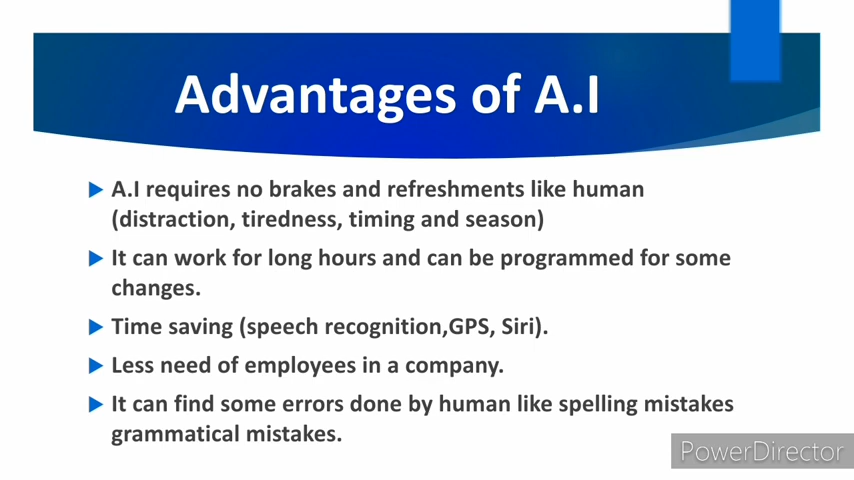 Advantages of A.I
A.I requires no brakes and refreshments like human
(distraction, tiredness, timing and season)
It can work for long hours and can be programmed for some
changes.
Time saving (speech recognition,GPS, Siri).
Less need of employees in a company.
It can find some errors done by human like spelling mistakes
grammatical mistakes.
PowerDirector